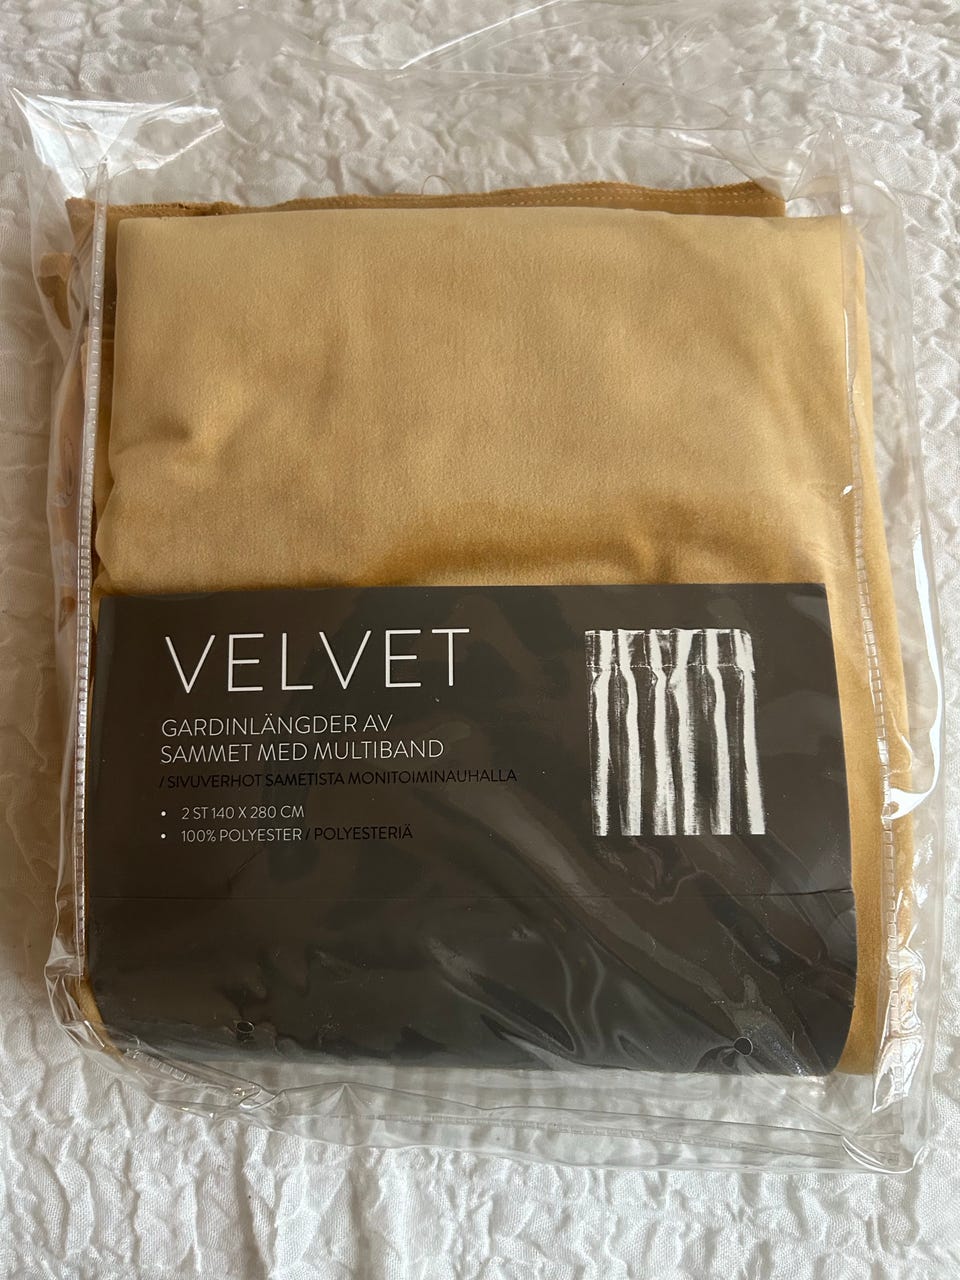 VELVET
GARDINLÄNGDER AV
SAMMET MED MULTIBAND
/ SIVUVERHOT SAMETISTA MONITOIMINAUHALLA
• 2 ST 140 X 280 CM
• 100% POLYESTER / POLYESTERIÄ